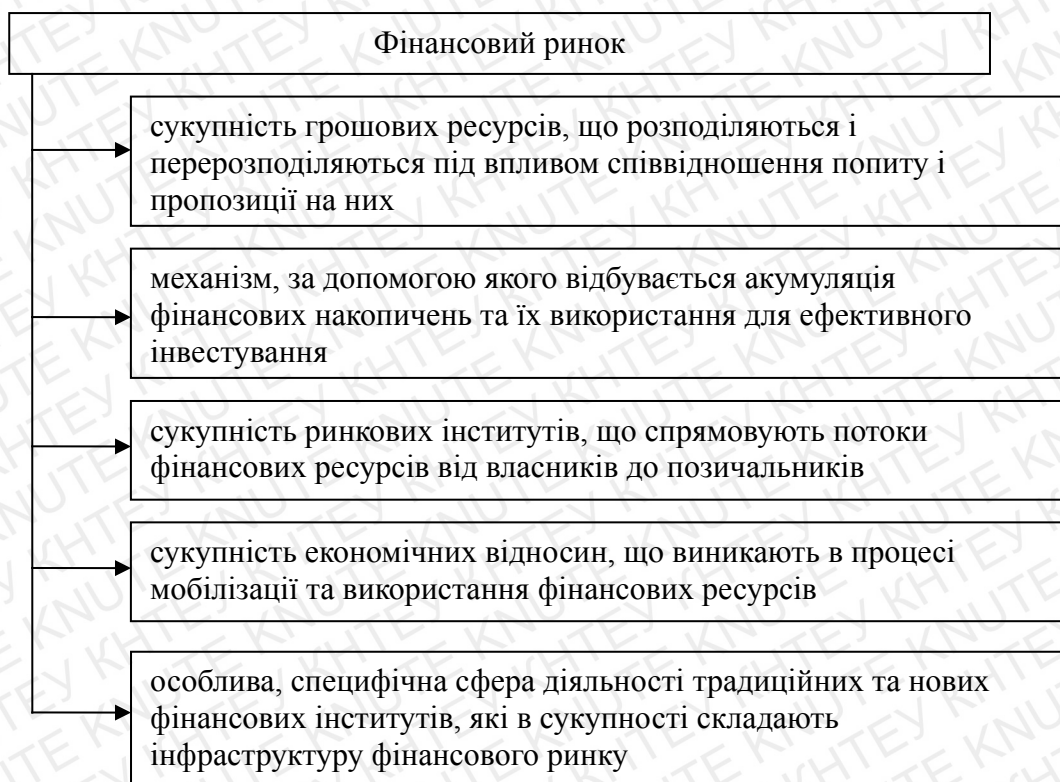 Фінансовий ринок
сукупність грошових ресурсів, що розподіляються і
перерозподіляються під впливом співвідношення попиту і
пропозиції на них
механізм, за допомогою якого відбувається акумуляція
фінансових накопичень та їх використання для ефективного
інвестування
сукупність ринкових інститутів, що спрямовують потоки
фінансових ресурсів від власників до позичальників
сукупність економічних відносин, що виникають в процесі
мобілізації та використання фінансових ресурсів
особлива, специфічна сфера діяльності традиційних та нових
фінансових інститутів, які в сукупності складають
інфраструктуру фінансового ринку